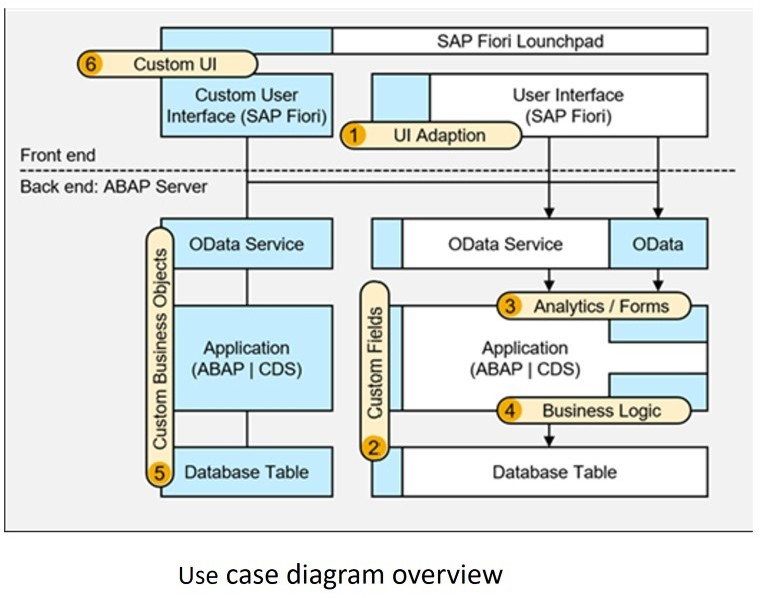 SAP Fiori Lounchpad
6 Custom UI
Custom User
Interface (SAP Fiori)
User Interface
(SAP Fiori)
1 UI Adaption
Front end
Back end: ABAP Server
OData Service
OData Service
OData
Custom Business Objects
5
Custom Fields
2
3 Analytics / Forms
Application
(ABAP | CDS)
Application
(ABAP | CDS)
4 Business Logic
Database Table
Database Table
Use case diagram overview